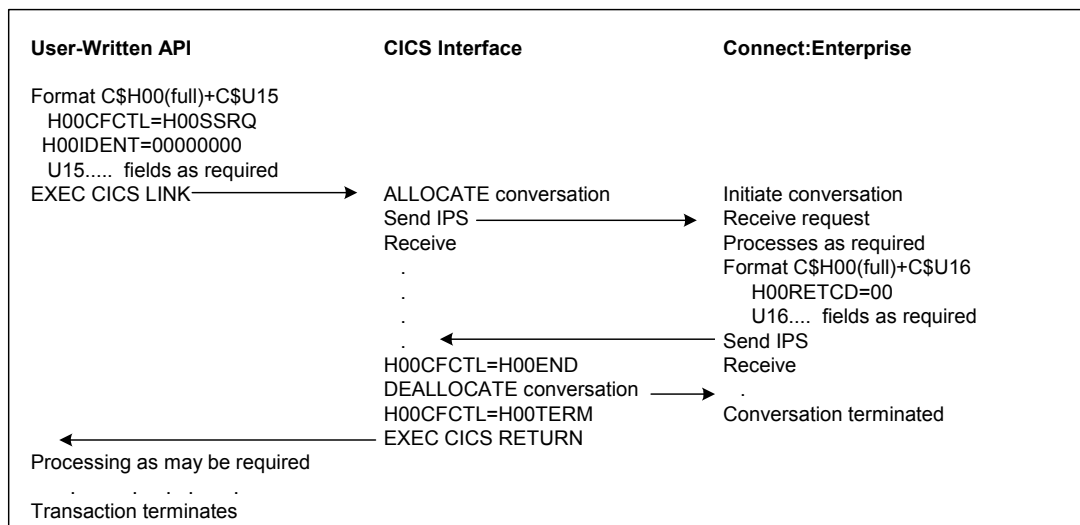 User-Written API CICS Interface Connect:Enterprise
Format C$H00(full)+C$U15
H00CFCTL=H00SSRQ
H00IDENT=00000000
U15..... fields as required
EXEC CICS LINK ALLOCATE conversation Initiate conversation
Send IPS Receive request
Receive Processes as required
. Format C$H00(full)+C$U16
. H00RETCD=00
. U16.... fields as required
. Send IPS
H00CFCTL=H00END Receive
DEALLOCATE conversation .
H00CFCTL=H00TERM Conversation terminated
EXEC CICS RETURN
Processing as may be required
. . . . .
Transaction terminates